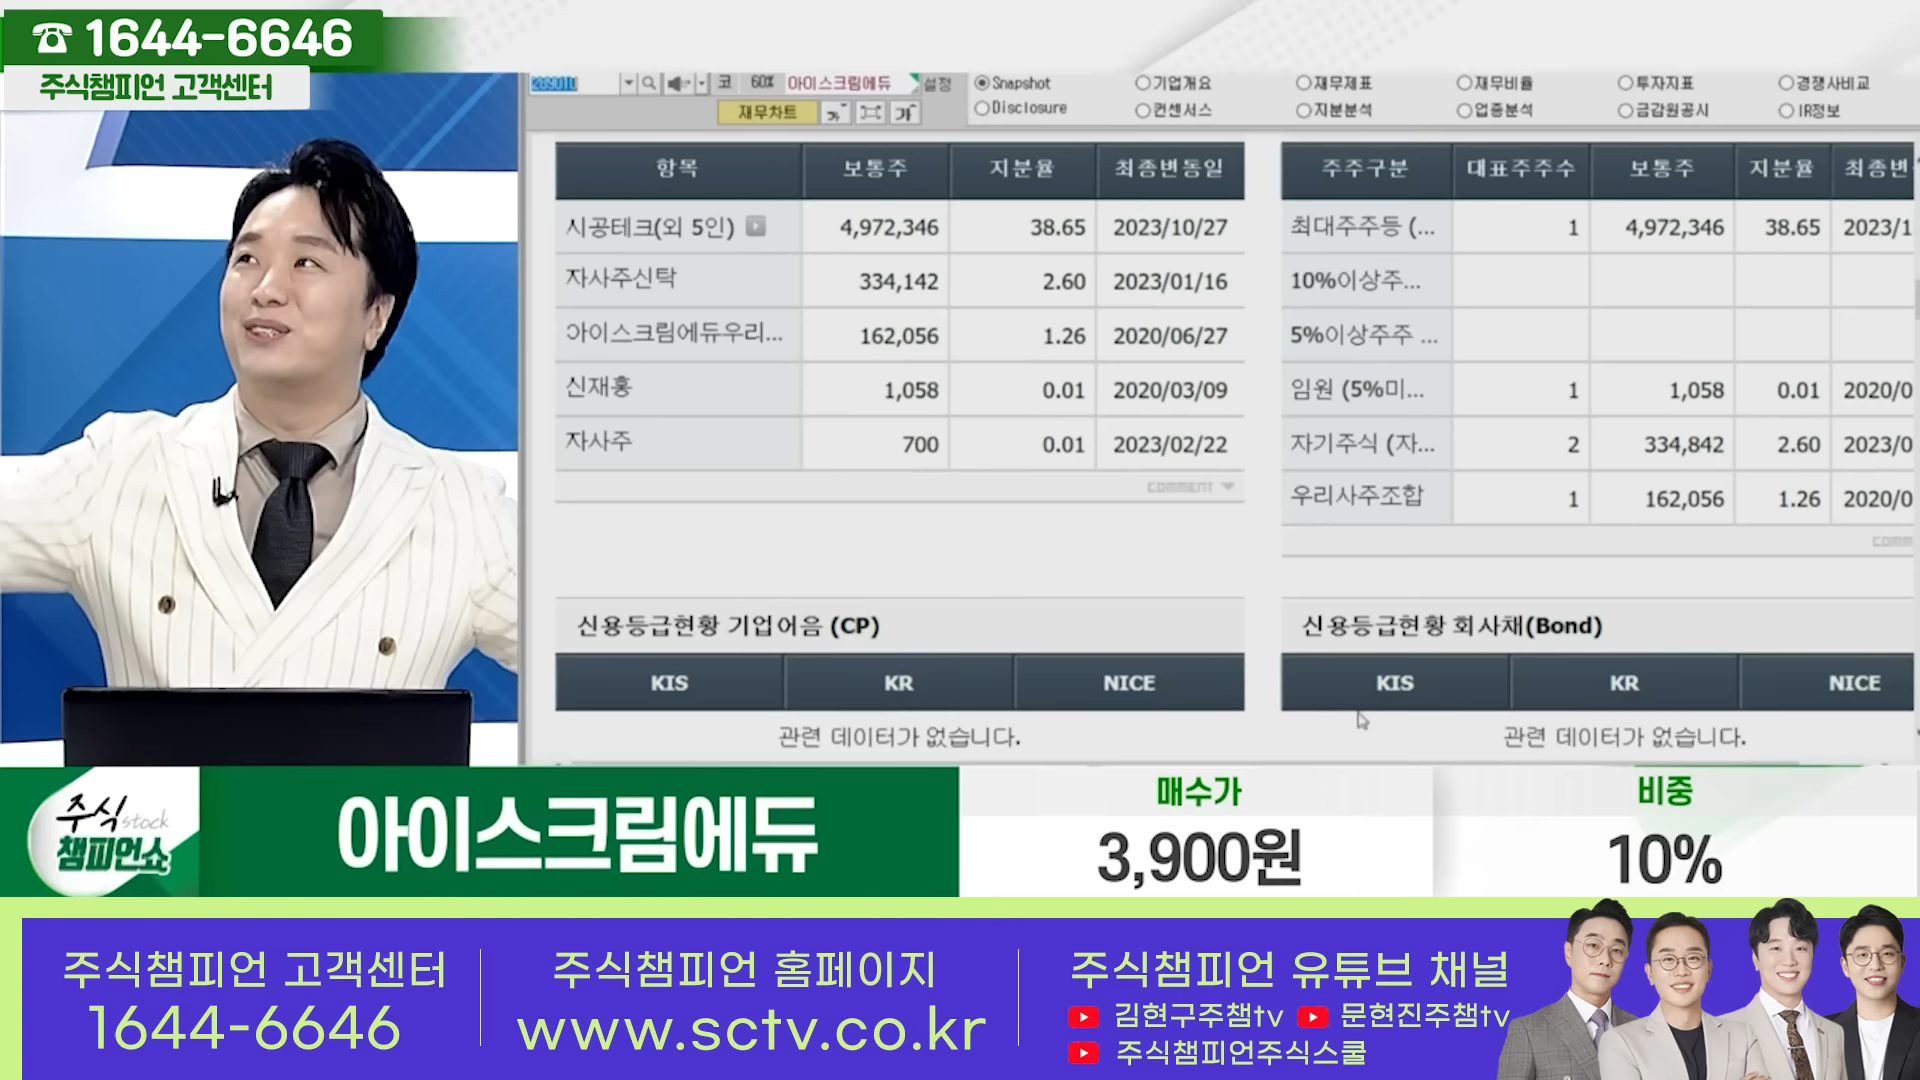 ☎ 1644-6646
주식챔피언 고객센터
289010
코 60% 아이스크림에듀 설정
재무차트
Snapshot 기업개요 재무제표 재무비율 투자지표 경쟁사비교
Disclosure 컨센서스 지분분석 업종분석 금감원공시 IR정보
항목 보통주 지분율 최종변동일
시공테크(외 5인) 4,972,346 38.65 2023/10/27
자사주신탁 334,142 2.60 2023/01/16
아이스크림에듀우리... 162,056 1.26 2020/06/27
신재홍 1,058 0.01 2020/03/09
자사주 700 0.01 2023/02/22
COMMENT
주주구분 대표주주수 보통주 지분율 최종변
최대주주등 (... 1 4,972,346 38.65 2023/1
10%이상주...
5%이상주주 ...
임원 (5%미... 1 1,058 0.01 2020/0
자기주식 (자... 2 334,842 2.60 2023/0
우리사주조합 1 162,056 1.26 2020/0
COMM
신용등급현황 기업어음 (CP)
KIS KR NICE
관련 데이터가 없습니다.
신용등급현황 회사채(Bond)
KIS KR NICE
관련 데이터가 없습니다.
주식 stock
챔피언쇼
아이스크림에듀
매수가
3,900원
비중
10%
주식챔피언 고객센터
1644-6646
주식챔피언 홈페이지
www.sctv.co.kr
주식챔피언 유튜브 채널
김현구주챔tv 문현진주챔tv
주식챔피언주식스쿨